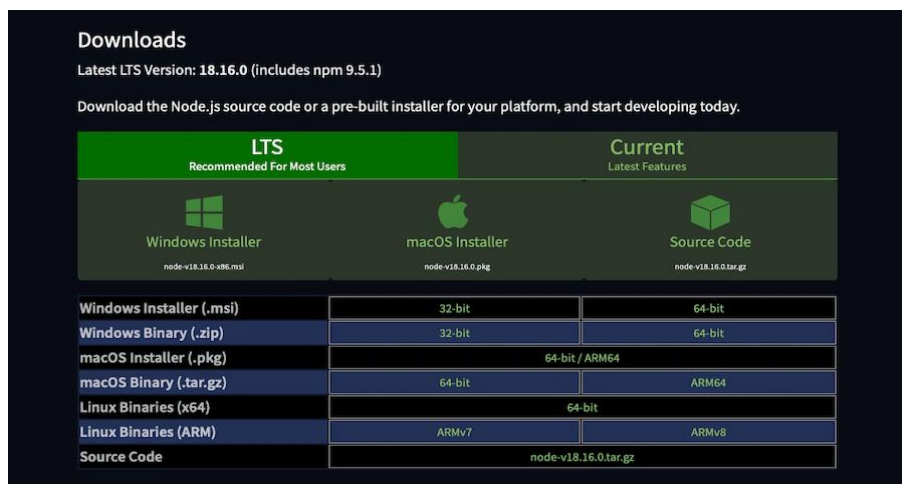 Downloads
Latest LTS Version: 18.16.0 (includes npm 9.5.1)
Download the Node.js source code or a pre-built installer for your platform, and start developing today.
LTS Current
Recommended For Most Users Latest Features
Windows Installer macOS Installer Source Code
node-v18.16.0-x86.msi node-v18.16.0.pkg node-v18.16.0.tar.gz
Windows Installer (.msi) 32-bit 64-bit
Windows Binary (.zip) 32-bit 64-bit
macOS Installer (.pkg) 64-bit / ARM64
macOS Binary (.tar.gz) 64-bit ARM64
Linux Binaries (x64) 64-bit
Linux Binaries (ARM) ARMv7 ARMv8
Source Code node-v18.16.0.tar.gz